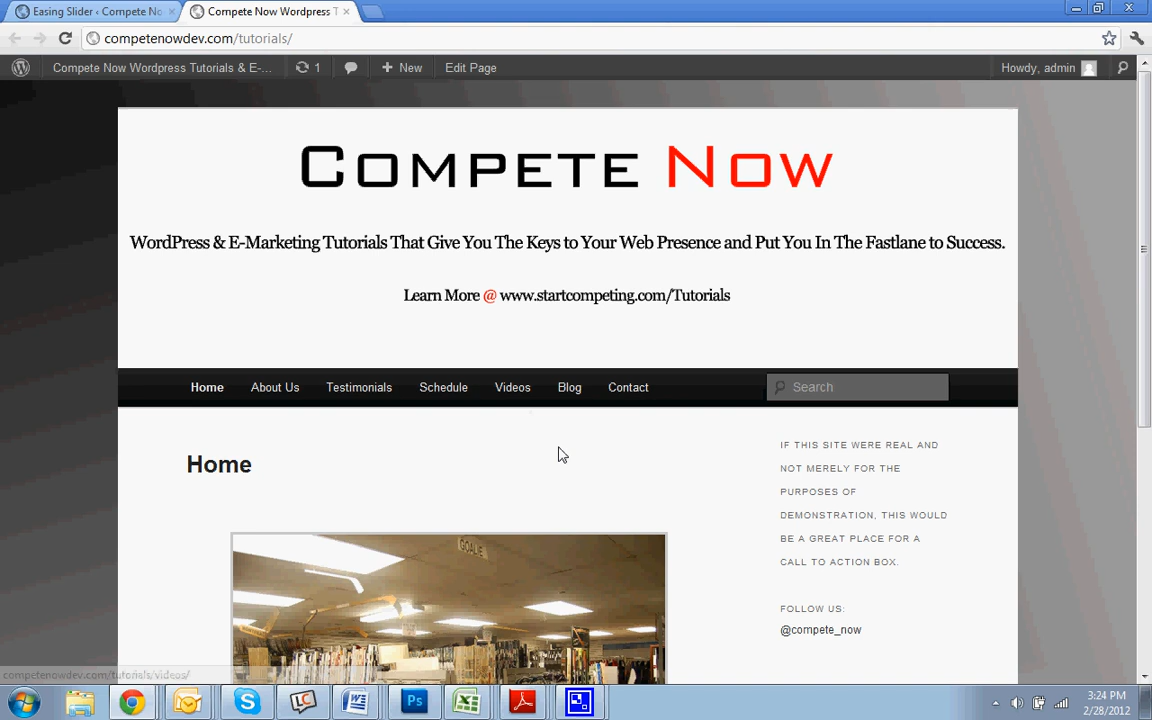 Easing Slider ‹ Compete No
Compete Now Wordpress T
competenowdev.com/tutorials/
Compete Now Wordpress Tutorials & E-...
1
New
Edit Page
Howdy, admin
COMPETE NOW
WordPress & E-Marketing Tutorials That Give You The Keys to Your Web Presence and Put You In The Fastlane to Success.
Learn More @ www.startcompeting.com/Tutorials
Home About Us Testimonials Schedule Videos Blog Contact
Search
Home
IF THIS SITE WERE REAL AND
NOT MERELY FOR THE
PURPOSES OF
DEMONSTRATION, THIS WOULD
BE A GREAT PLACE FOR A
CALL TO ACTION BOX.
FOLLOW US:
@compete_now
GOALIE
competenowdev.com/tutorials/videos/
Ps
3:24 PM
2/28/2012